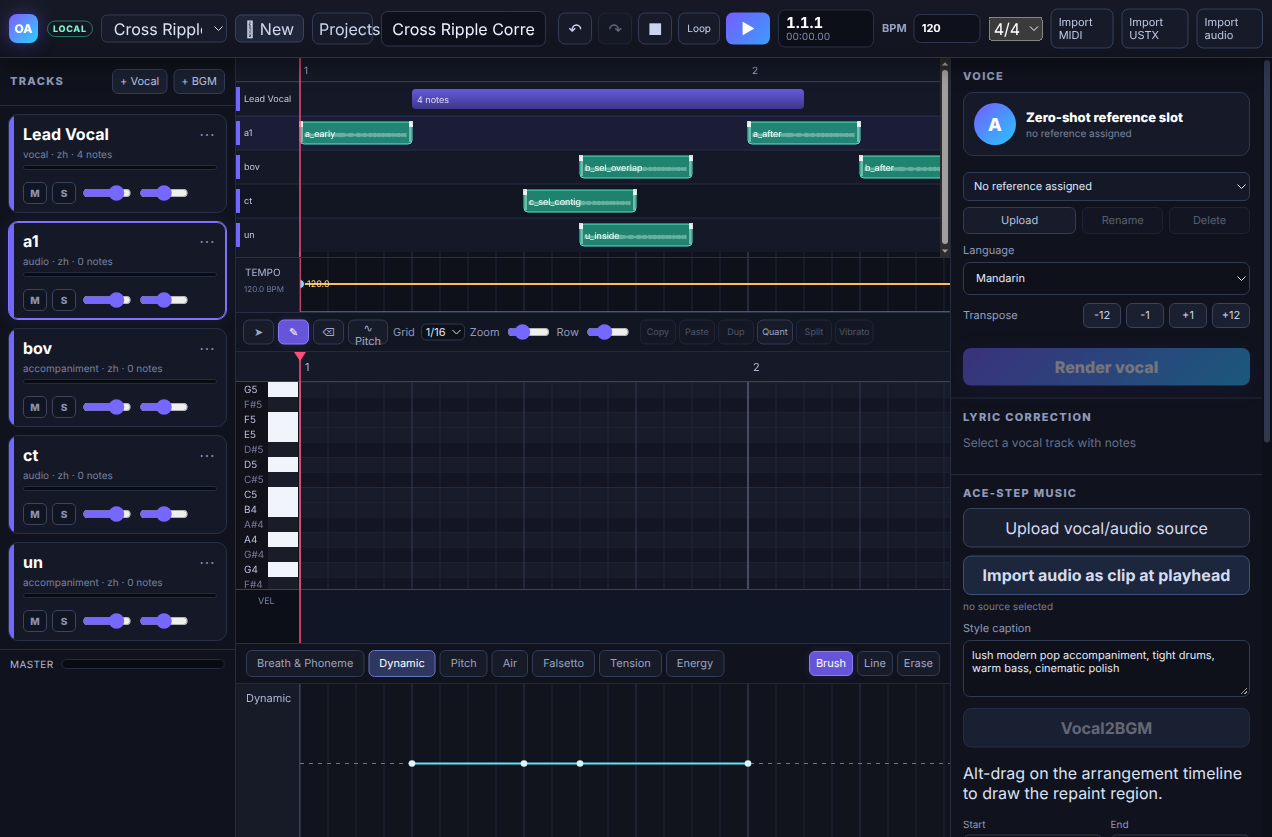 OA LOCAL Cross Ripple New Projects Cross Ripple Corre Loop 1.1.1 00:00.00 BPM 120 4/4 Import MIDI Import USTX Import audio
TRACKS + Vocal + BGM
Lead Vocal
vocal · zh · 4 notes
M S
a1
audio · zh · 0 notes
M S
bov
accompaniment · zh · 0 notes
M S
ct
audio · zh · 0 notes
M S
un
accompaniment · zh · 0 notes
M S
MASTER
1 2
Lead Vocal 4 notes
a1 a_early a_after
bov b_sel_overlap b_after
ct c_sel_contig
un u_inside
TEMPO
120.0 BPM
120.0
Pitch Grid 1/16 Zoom Row Copy Paste Dup Quant Split Vibrato
1 2
G5
F#5
F5
E5
D#5
D5
C#5
C5
B4
A#4
A4
G#4
G4
F#4
VEL
Breath & Phoneme Dynamic Pitch Air Falsetto Tension Energy Brush Line Erase
Dynamic
VOICE
A Zero-shot reference slot
no reference assigned
No reference assigned
Upload Rename Delete
Language
Mandarin
Transpose -12 -1 +1 +12
Render vocal
LYRIC CORRECTION
Select a vocal track with notes
ACE-STEP MUSIC
Upload vocal/audio source
Import audio as clip at playhead
no source selected
Style caption
lush modern pop accompaniment, tight drums,
warm bass, cinematic polish
Vocal2BGM
Alt-drag on the arrangement timeline
to draw the repaint region.
Start End